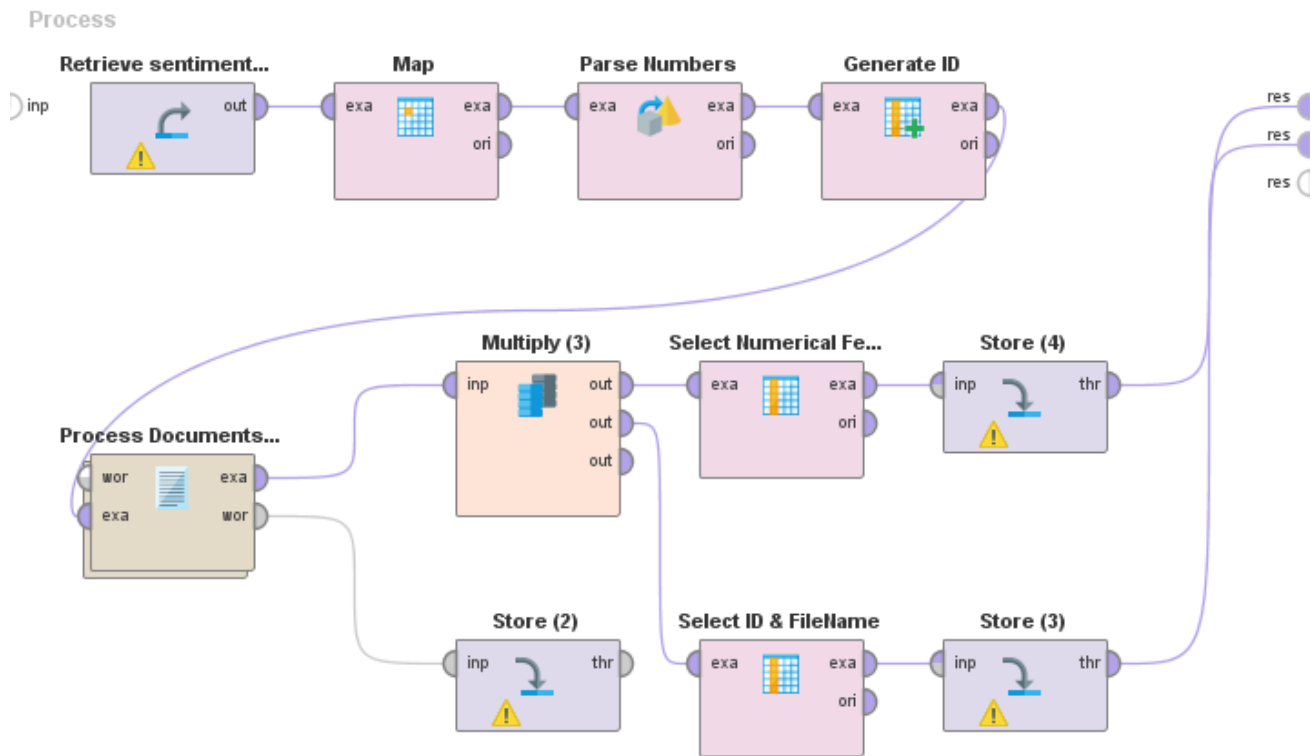 Process
Retrieve sentiment...
Map
Parse Numbers
Generate ID
inp
out
exa
exa
ori
exa
exa
ori
exa
exa
ori
res
res
res
Multiply (3)
Select Numerical Fe...
Store (4)
inp
out
out
out
exa
exa
ori
inp
thr
Process Documents...
wor
exa
exa
wor
Store (2)
Select ID & FileName
Store (3)
inp
thr
exa
exa
ori
inp
thr